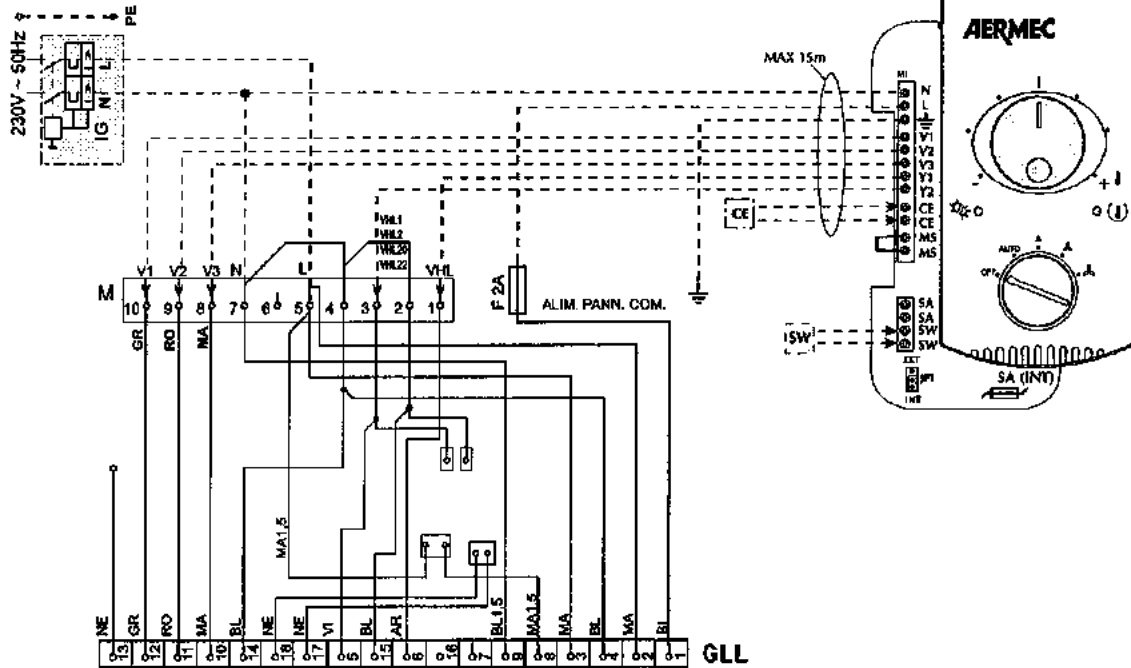 PE
230V ~ 50Hz
L
N
IG
AERMEC
MAX 15m
M1
N
L
V1
V2
V3
Y1
Y2
CE
CE
MS
MS
CE
- +
AUTO
OFF
SA
SA
SW
SW
SW
EXT
INT
SA (INT)
VHL1
VHL2
VHL20
VHL22
V1 V2 V3 N L VHL
M
10 9 8 7 6 5 4 3 2 1
F 2A
ALIM. PANN. COM.
GR RO MA
MA1,5
NE GR RO MA BL NE NE VI BL AR BL1,5 MA1,5 MA BL MA BL
13 12 11 10 14 18 17 5 15 6 16 7 9 8 3 4 2 1
GLL